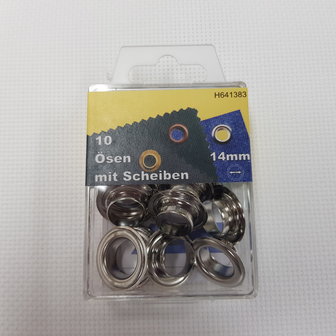 H641383
10
Ösen
14mm
mit Scheiben